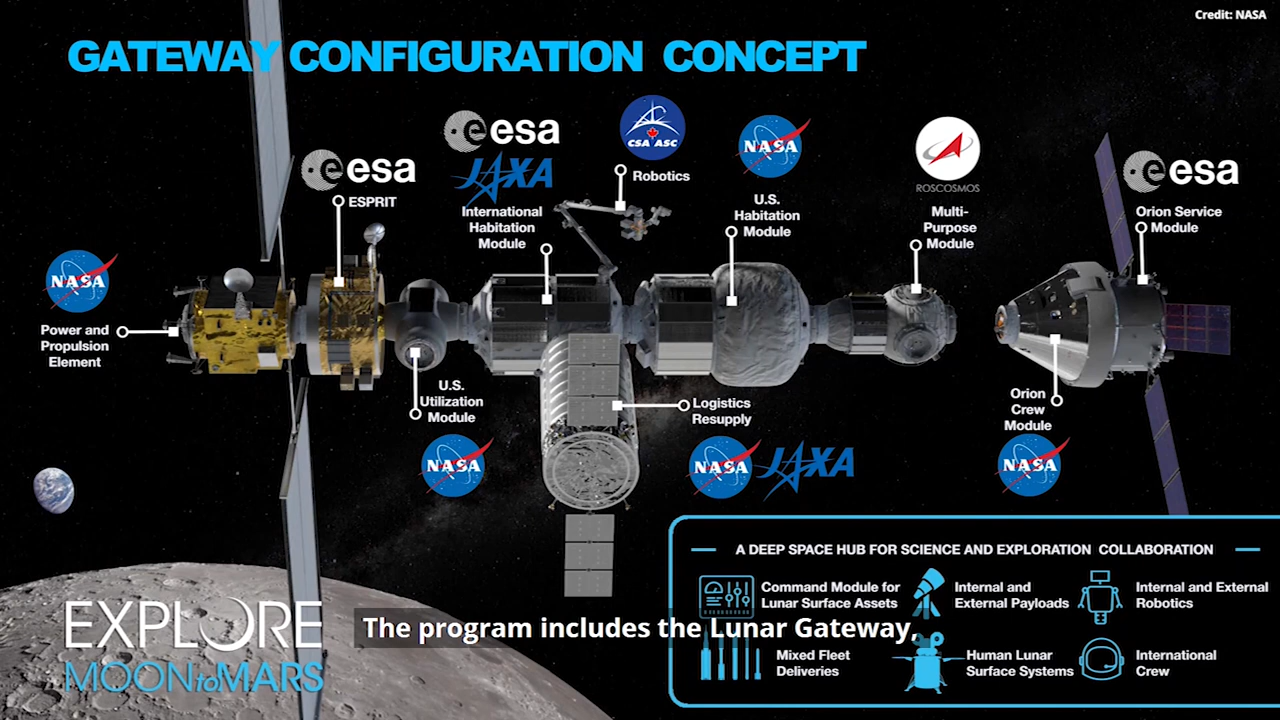 Credit: NASA
GATEWAY CONFIGURATION CONCEPT
esa
ESPRIT
esa
JAXA
International
Habitation
Module
CSA ASC
Robotics
NASA
U.S.
Habitation
Module
ROSCOSMOS
Multi-
Purpose
Module
esa
Orion Service
Module
NASA
Power and
Propulsion
Element
U.S.
Utilization
Module
NASA
Logistics
Resupply
NASA JAXA
Orion
Crew
Module
NASA
A DEEP SPACE HUB FOR SCIENCE AND EXPLORATION COLLABORATION
Command Module for
Lunar Surface Assets
Internal and
External Payloads
Internal and External
Robotics
Mixed Fleet
Deliveries
Human Lunar
Surface Systems
International
Crew
EXPLORE
MOON to MARS
The program includes the Lunar Gateway,